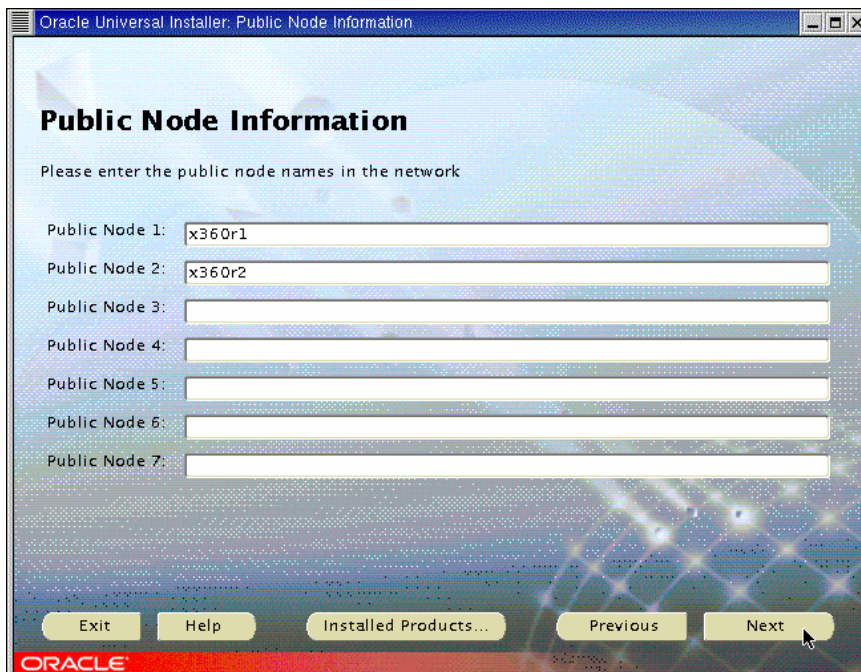 Oracle Universal Installer: Public Node Information
Public Node Information
Please enter the public node names in the network
Public Node 1: x360r1
Public Node 2: x360r2
Public Node 3:
Public Node 4:
Public Node 5:
Public Node 6:
Public Node 7:
Exit Help Installed Products... Previous Next
ORACLE